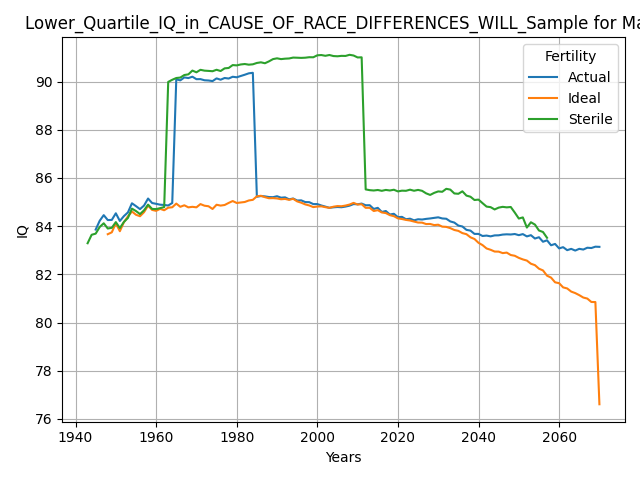 Lower_Quartile_IQ_in_CAUSE_OF_RACE_DIFFERENCES_WILL_Sample for Ma
Fertility
Actual
Ideal
Sterile
90
88
86
84
82
80
78
76
IQ
1940 1960 1980 2000 2020 2040 2060
Years